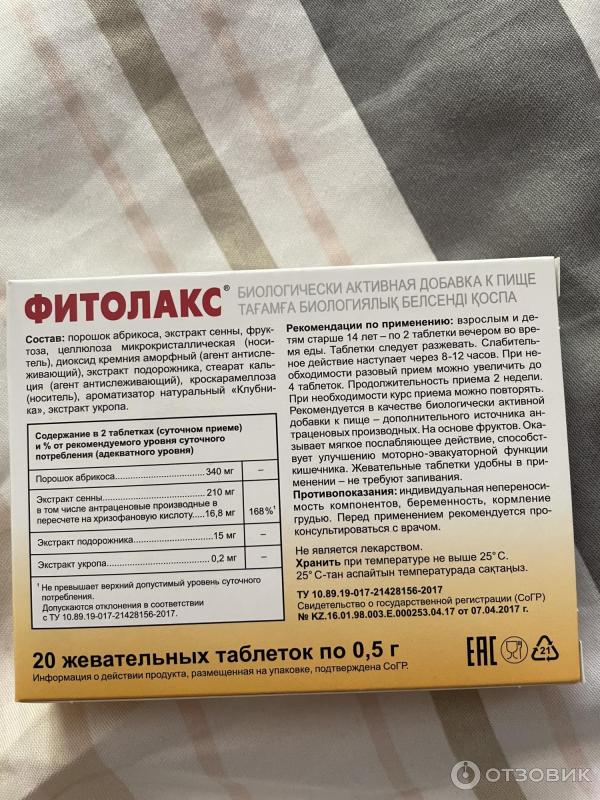 ФИТОЛАКС®
БИОЛОГИЧЕСКИ АКТИВНАЯ ДОБАВКА К ПИЩЕ
ТАҒАМҒА БИОЛОГИЯЛЫҚ БЕЛСЕНДІ ҚОСПА
Состав: порошок абрикоса, экстракт сенны, фрук-
тоза, целлюлоза микрокристаллическая (носи-
тель), диоксид кремния аморфный (агент антисле-
живающий), экстракт подорожника, стеарат каль-
ция (агент антислеживающий), кроскарамеллоза
(носитель), ароматизатор натуральный «Клубни-
ка», экстракт укропа.
Содержание в 2 таблетках (суточном приеме)
и % от рекомендуемого уровня суточного
потребления (адекватного уровня)
Порошок абрикоса 340 мг –
Экстракт сенны 210 мг
в том числе антраценовые производные в
пересчете на хризофановую кислоту 16,8 мг 168%¹
Экстракт подорожника 15 мг –
Экстракт укропа 0,2 мг –
¹ Не превышает верхний допустимый уровень суточного
потребления.
Допускаются отклонения в соответствии
с ТУ 10.89.19-017-21428156-2017.
Рекомендации по применению: взрослым и де-
тям старше 14 лет – по 2 таблетки вечером во вре-
мя еды. Таблетки следует разжевать. Слабитель-
ное действие наступает через 8-12 часов. При не-
обходимости разовый прием можно увеличить до
4 таблеток. Продолжительность приема 2 недели.
При необходимости курс приема можно повторять.
Рекомендуется в качестве биологически активной
добавки к пище – дополнительного источника ан-
траценовых производных. На основе фруктов. Ока-
зывает мягкое послабляющее действие, способст-
вует улучшению моторно-эвакуаторной функции
кишечника. Жевательные таблетки удобны в при-
менении – не требуют запивания.
Противопоказания: индивидуальная непереноси-
мость компонентов, беременность, кормление
грудью. Перед применением рекомендуется про-
консультироваться с врачом.
Не является лекарством.
Хранить при температуре не выше 25°С.
25°С-тан аспайтын температурада сақтаңыз.
ТУ 10.89.19-017-21428156-2017
Свидетельство о государственной регистрации (СоГР)
№ KZ.16.01.98.003.E.000253.04.17 от 07.04.2017 г.
20 жевательных таблеток по 0,5 г
Информация о действии продукта, размещенная на упаковке, подтверждена СоГР.
EAC
21
ОТЗОВИК